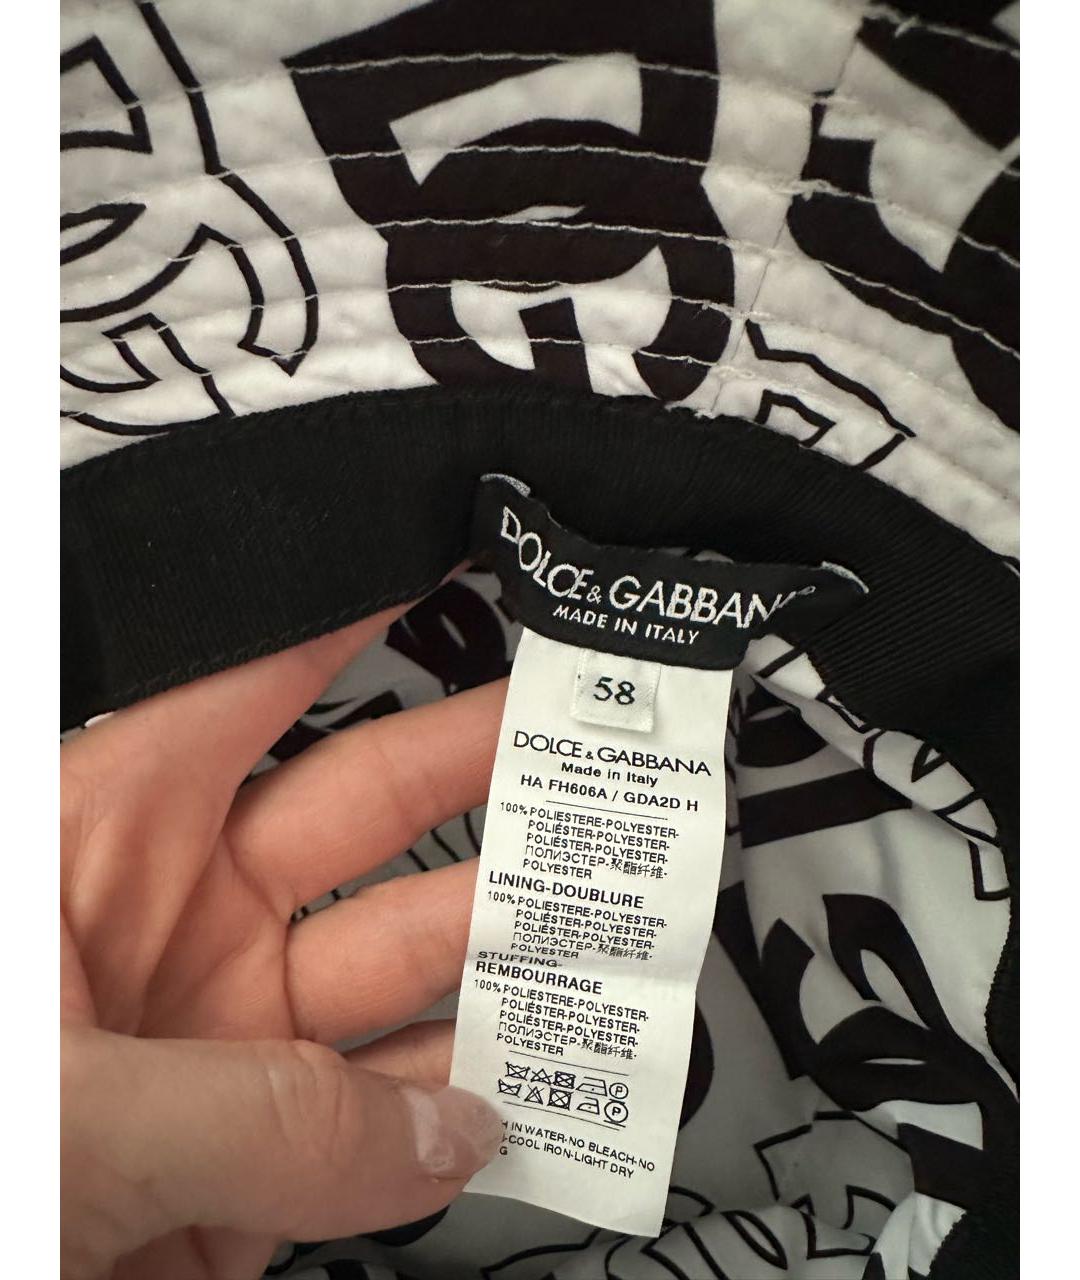 DOLCE&GABBANA
MADE IN ITALY
58
DOLCE&GABBANA
Made in Italy
HA FH606A / GDA2D H
100% POLIESTERE-POLYESTER-
POLIÉSTER-POLYESTER-
POLIÉSTER-POLYESTER-
ПОЛИЭСТЕР-聚酯纤维-
POLYESTER
LINING-DOUBLURE
100% POLIESTERE-POLYESTER-
POLIÉSTER-POLYESTER-
POLIÉSTER-POLYESTER-
ПОЛИЭСТЕР-聚酯纤维-
POLYESTER
STUFFING-
REMBOURRAGE
100% POLIESTERE-POLYESTER-
POLIÉSTER-POLYESTER-
POLIÉSTER-POLYESTER-
ПОЛИЭСТЕР-聚酯纤维-
POLYESTER
P
P
IN WATER-NO BLEACH-NO
COOL IRON-LIGHT DRY